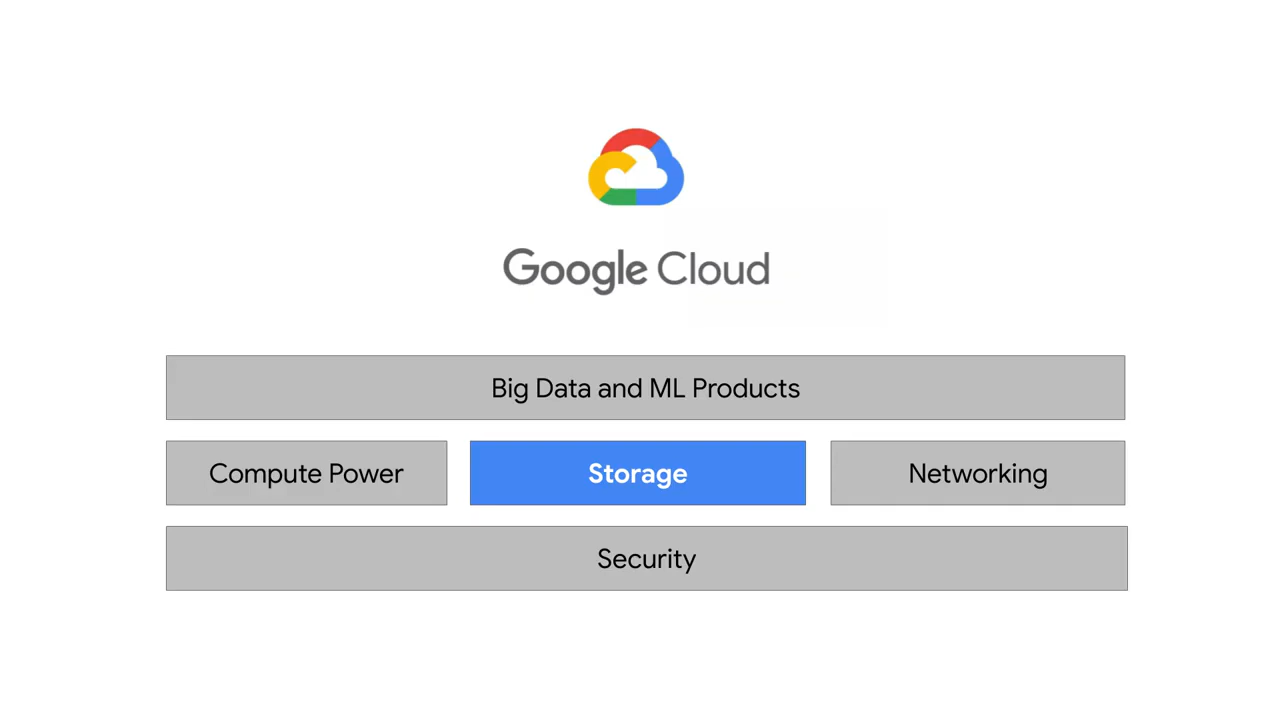 Google Cloud
Big Data and ML Products
Compute Power
Storage
Networking
Security